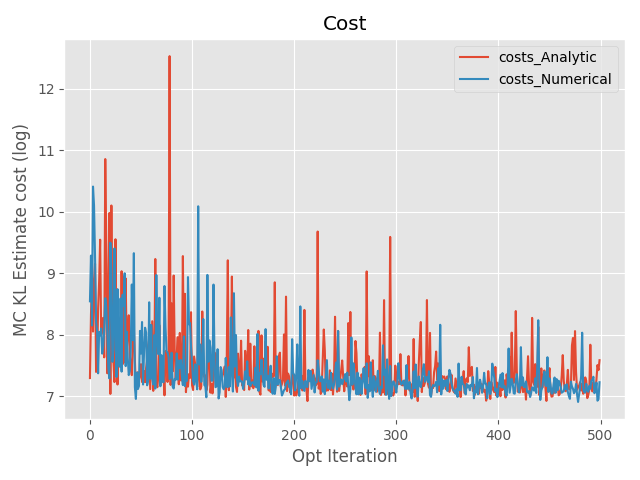 Cost
costs_Analytic
costs_Numerical
MC KL Estimate cost (log)
12
11
10
9
8
7
0
100
200
300
400
500
Opt Iteration